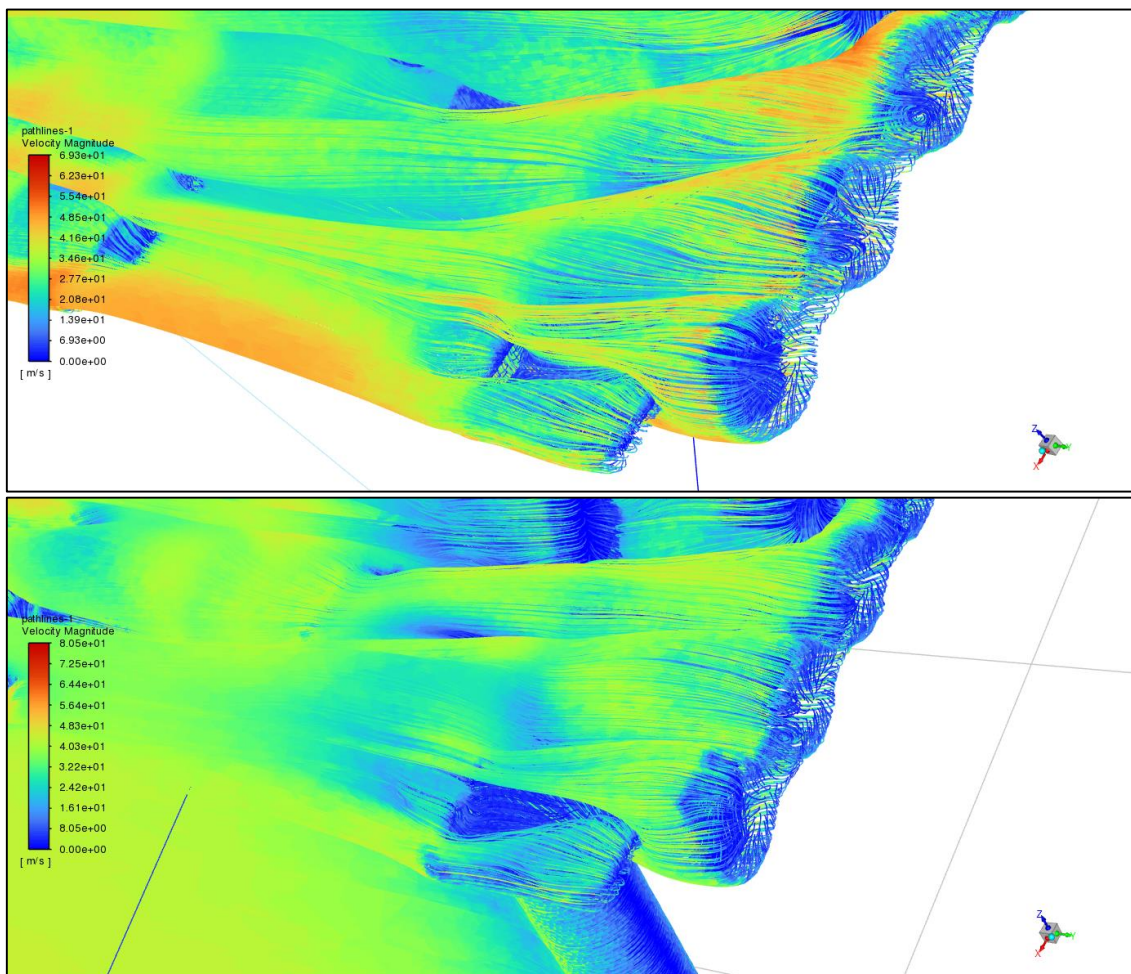 pathlines-1
Velocity Magnitude
6.93e+01
6.23e+01
5.54e+01
4.85e+01
4.16e+01
3.46e+01
2.77e+01
2.08e+01
1.39e+01
6.93e+00
0.00e+00
[ m/s ]
Z
Y
X
pathlines-1
Velocity Magnitude
8.05e+01
7.25e+01
6.44e+01
5.64e+01
4.83e+01
4.03e+01
3.22e+01
2.42e+01
1.61e+01
8.05e+00
0.00e+00
[ m/s ]
Z
Y
X